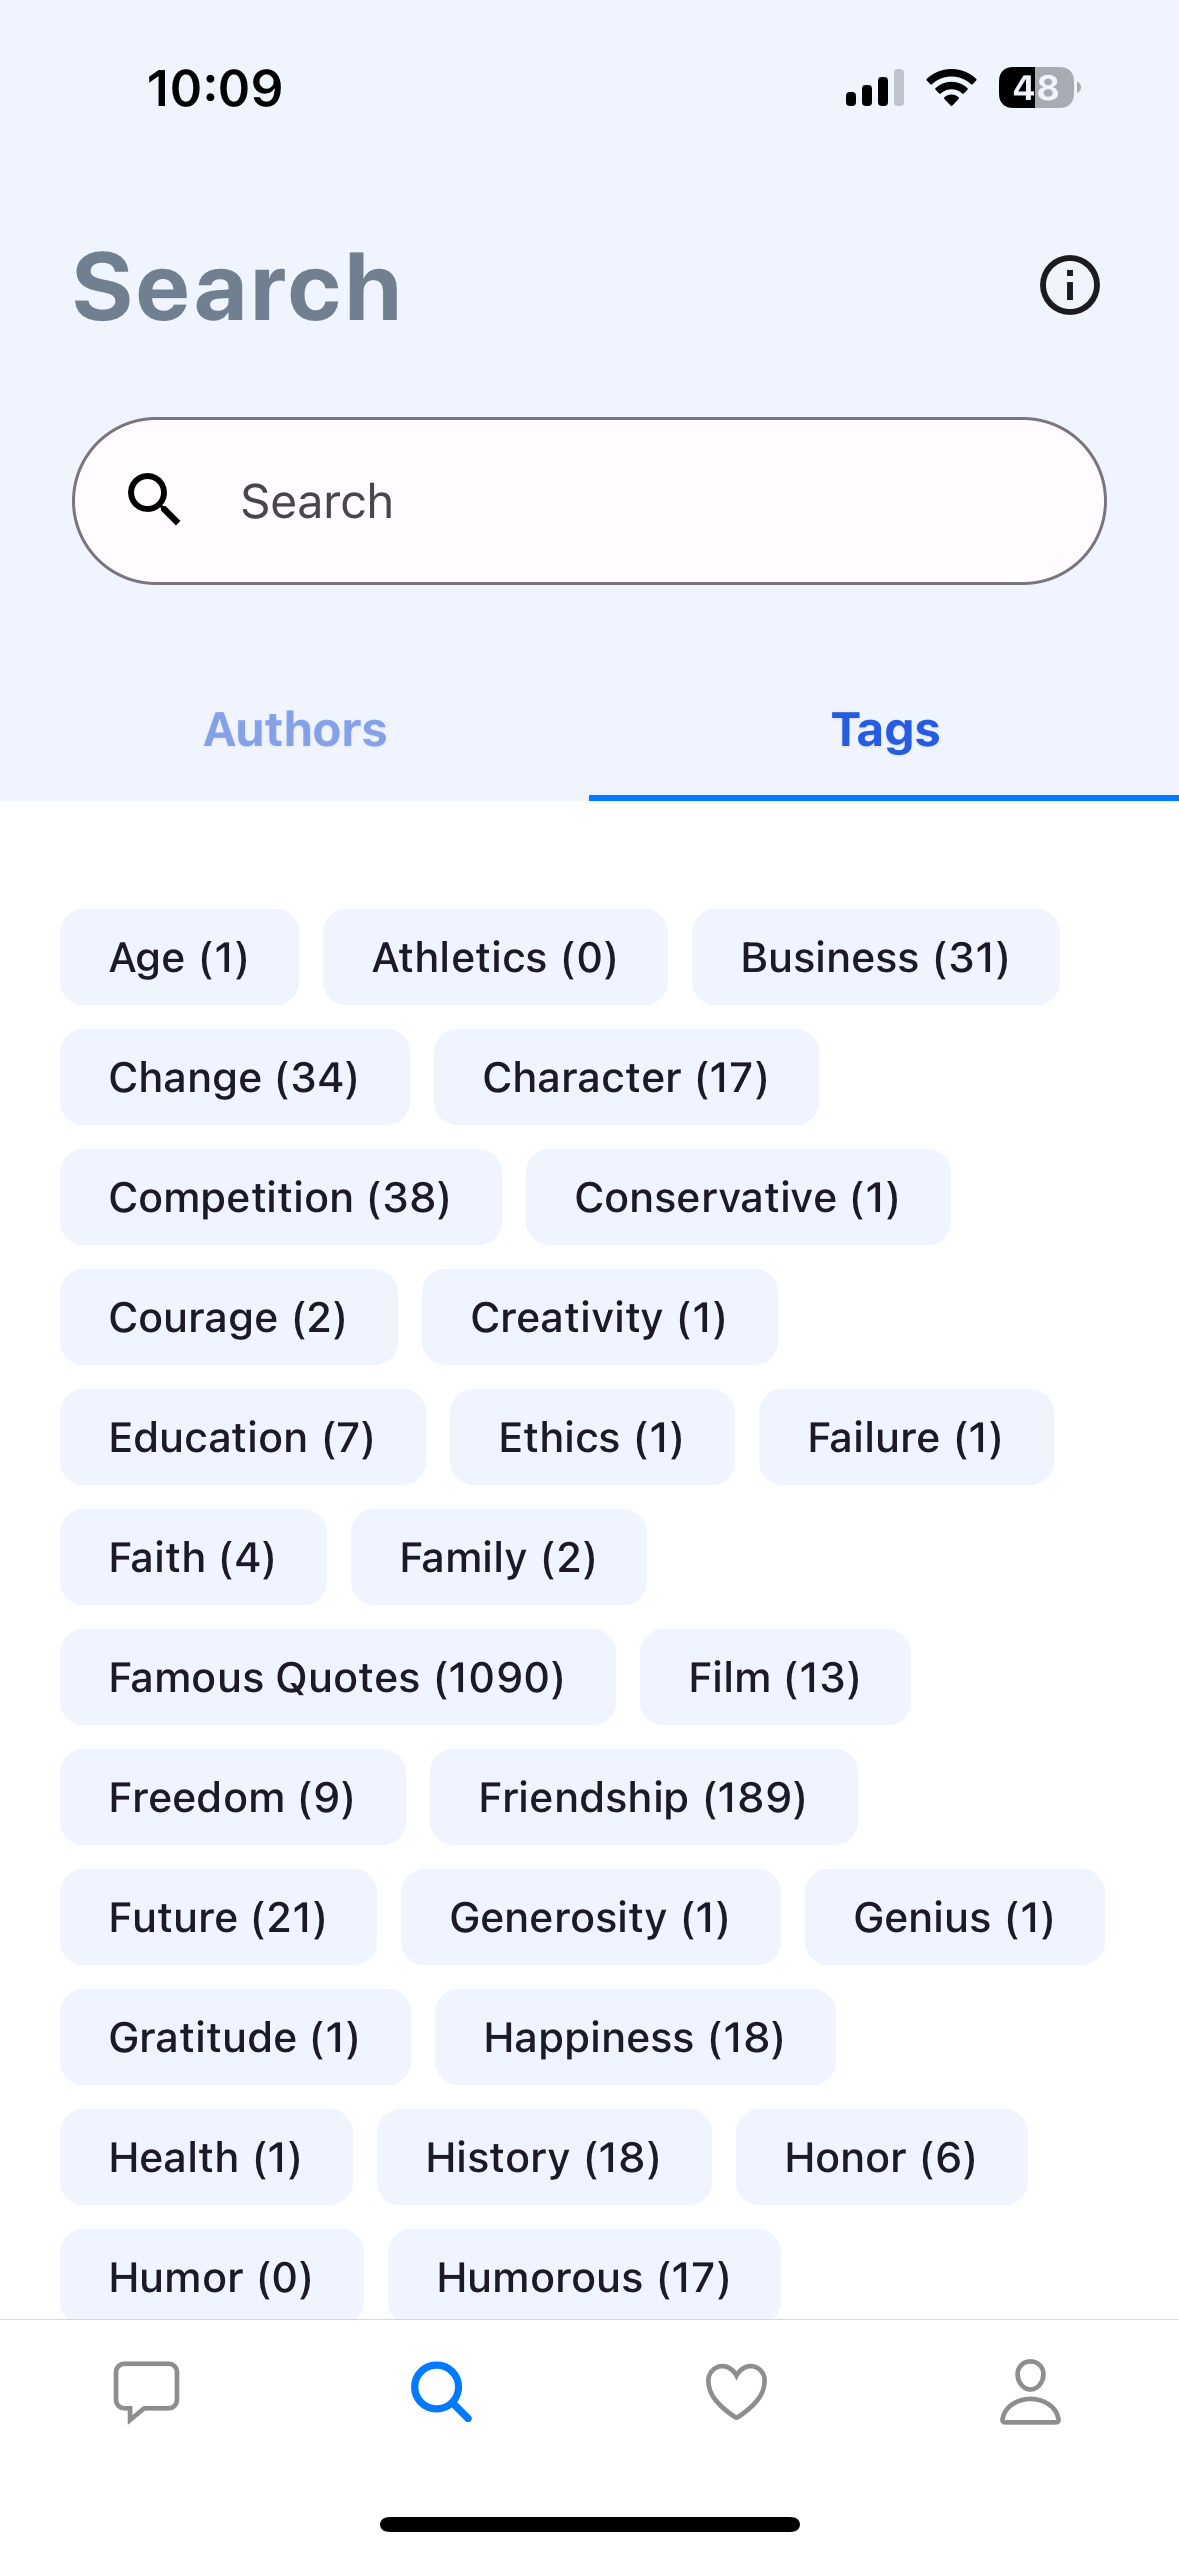 10:09
48
Search
Search
Authors Tags
Age (1) Athletics (0) Business (31)
Change (34) Character (17)
Competition (38) Conservative (1)
Courage (2) Creativity (1)
Education (7) Ethics (1) Failure (1)
Faith (4) Family (2)
Famous Quotes (1090) Film (13)
Freedom (9) Friendship (189)
Future (21) Generosity (1) Genius (1)
Gratitude (1) Happiness (18)
Health (1) History (18) Honor (6)
Humor (0) Humorous (17)